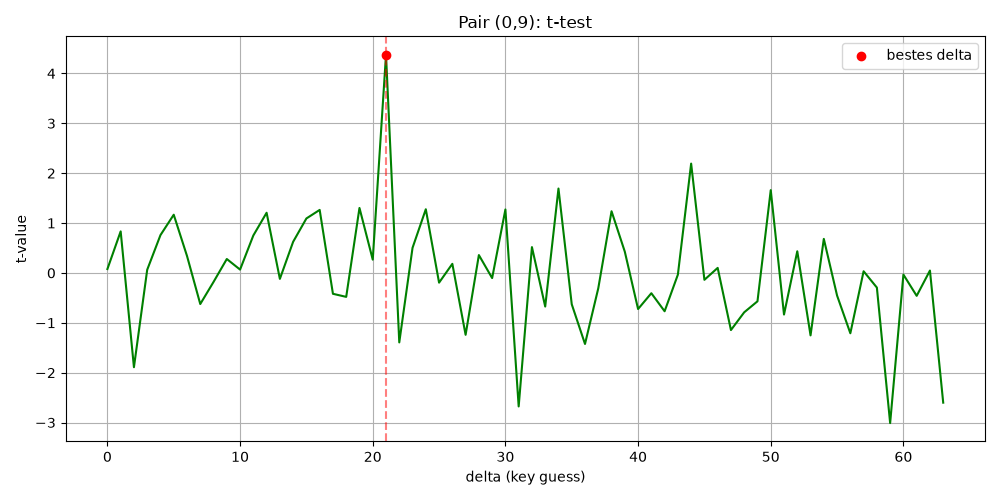 Pair (0,9): t-test
bestes delta
t-value
4
3
2
1
0
−1
−2
−3
0 10 20 30 40 50 60
delta (key guess)